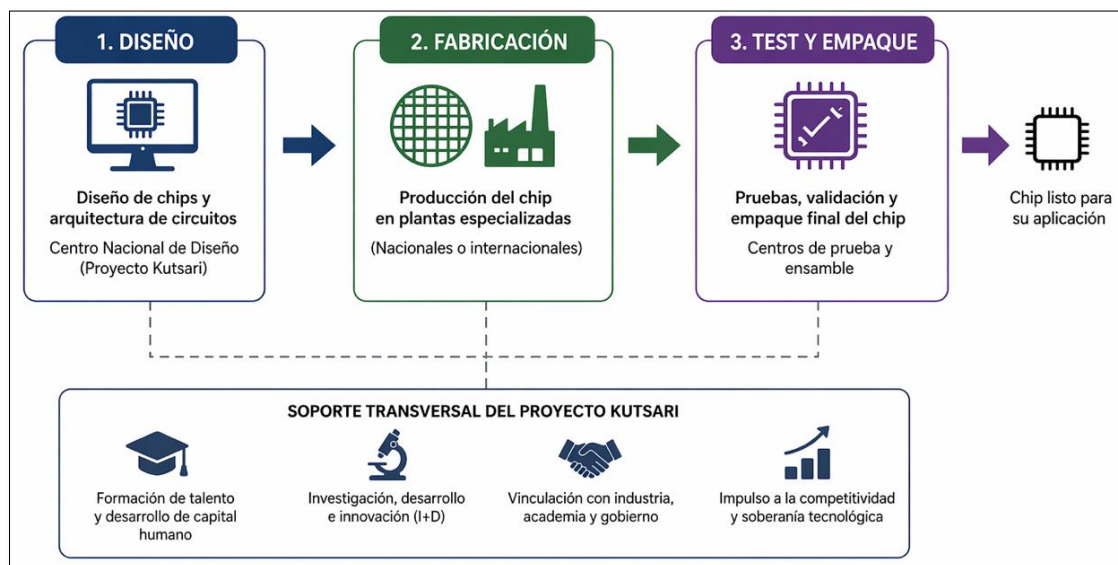 1. DISEÑO
Diseño de chips y
arquitectura de circuitos
Centro Nacional de Diseño
(Proyecto Kutsari)
2. FABRICACIÓN
Producción del chip
en plantas especializadas
(Nacionales o internacionales)
3. TEST Y EMPAQUE
Pruebas, validación y
empaque final del chip
Centros de prueba y
ensamble
Chip listo para
su aplicación
SOPORTE TRANSVERSAL DEL PROYECTO KUTSARI
Formación de talento
y desarrollo de capital
humano
Investigación, desarrollo
e innovación (I+D)
Vinculación con industria,
academia y gobierno
Impulso a la competitividad
y soberanía tecnológica